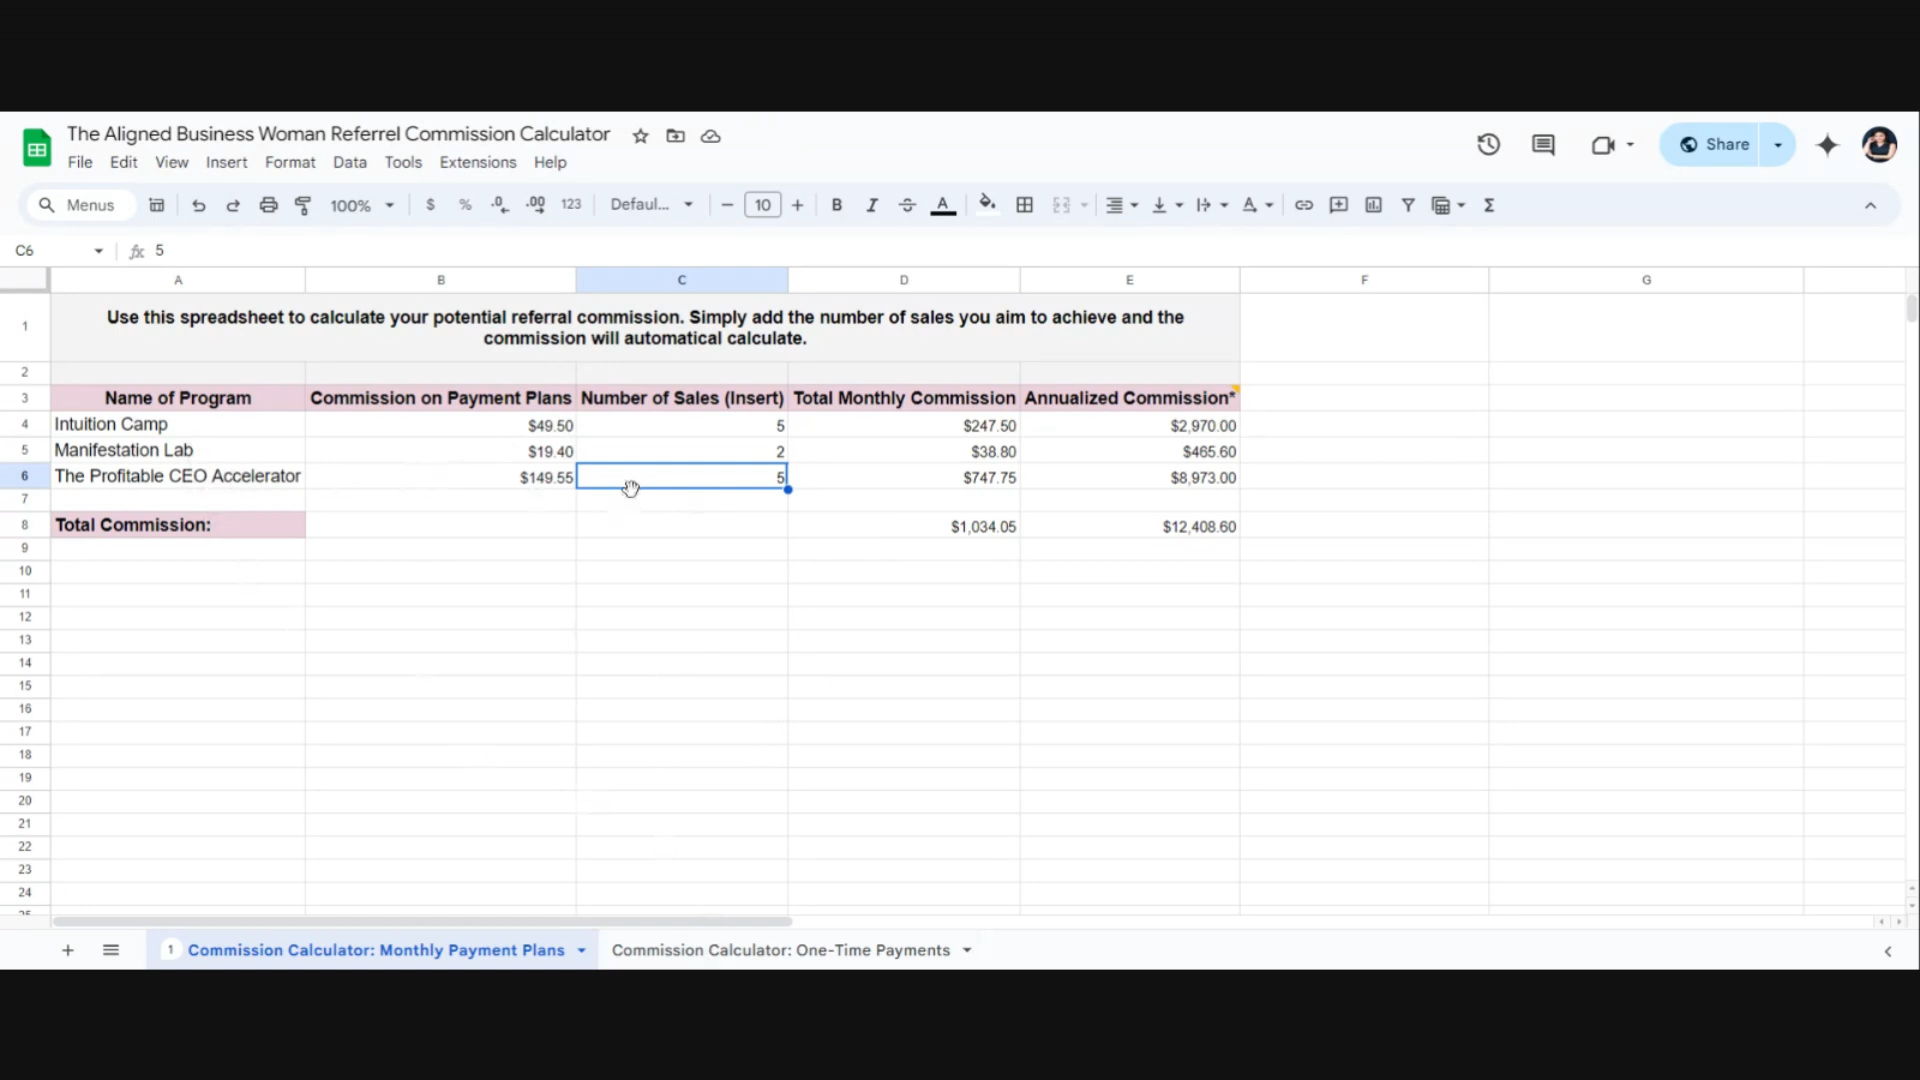 The Aligned Business Woman Referrel Commission Calculator
File Edit View Insert Format Data Tools Extensions Help
Share
Menus 100% $ % .0 .00 123 Defaul... 10 B I A
C6 fx 5
A B C D E F G
1 Use this spreadsheet to calculate your potential referral commission. Simply add the number of sales you aim to achieve and the
commission will automatical calculate.
2
3 Name of Program Commission on Payment Plans Number of Sales (Insert) Total Monthly Commission Annualized Commission*
4 Intuition Camp $49.50 5 $247.50 $2,970.00
5 Manifestation Lab $19.40 2 $38.80 $465.60
6 The Profitable CEO Accelerator $149.55 5 $747.75 $8,973.00
7
8 Total Commission: $1,034.05 $12,408.60
9
10
11
12
13
14
15
16
17
18
19
20
21
22
23
24
25
1 Commission Calculator: Monthly Payment Plans Commission Calculator: One-Time Payments